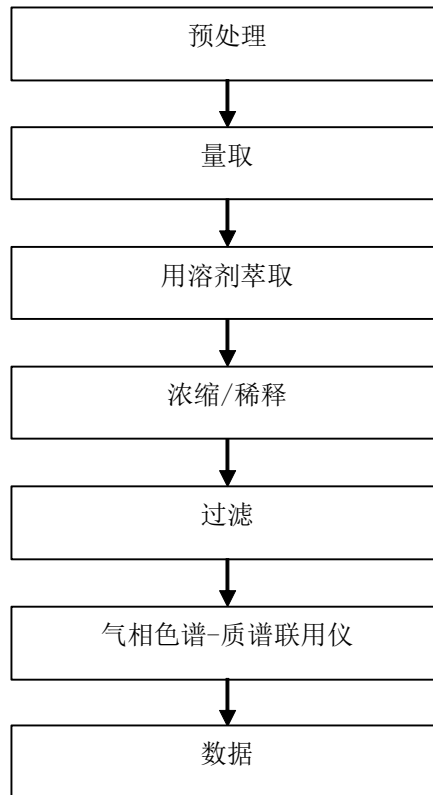 预处理
量取
用溶剂萃取
浓缩/稀释
过滤
气相色谱-质谱联用仪
数据